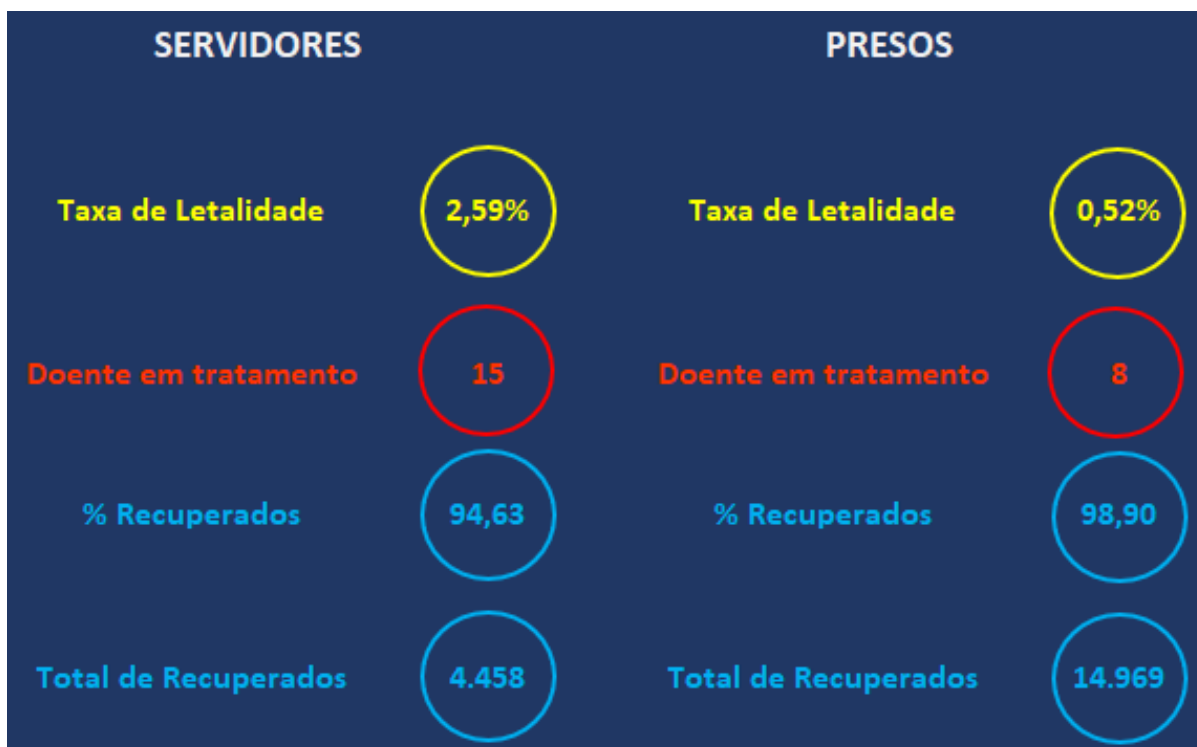 SERVIDORES
Taxa de Letalidade 2,59%
Doente em tratamento 15
% Recuperados 94,63
Total de Recuperados 4.458
PRESOS
Taxa de Letalidade 0,52%
Doente em tratamento 8
% Recuperados 98,90
Total de Recuperados 14.969